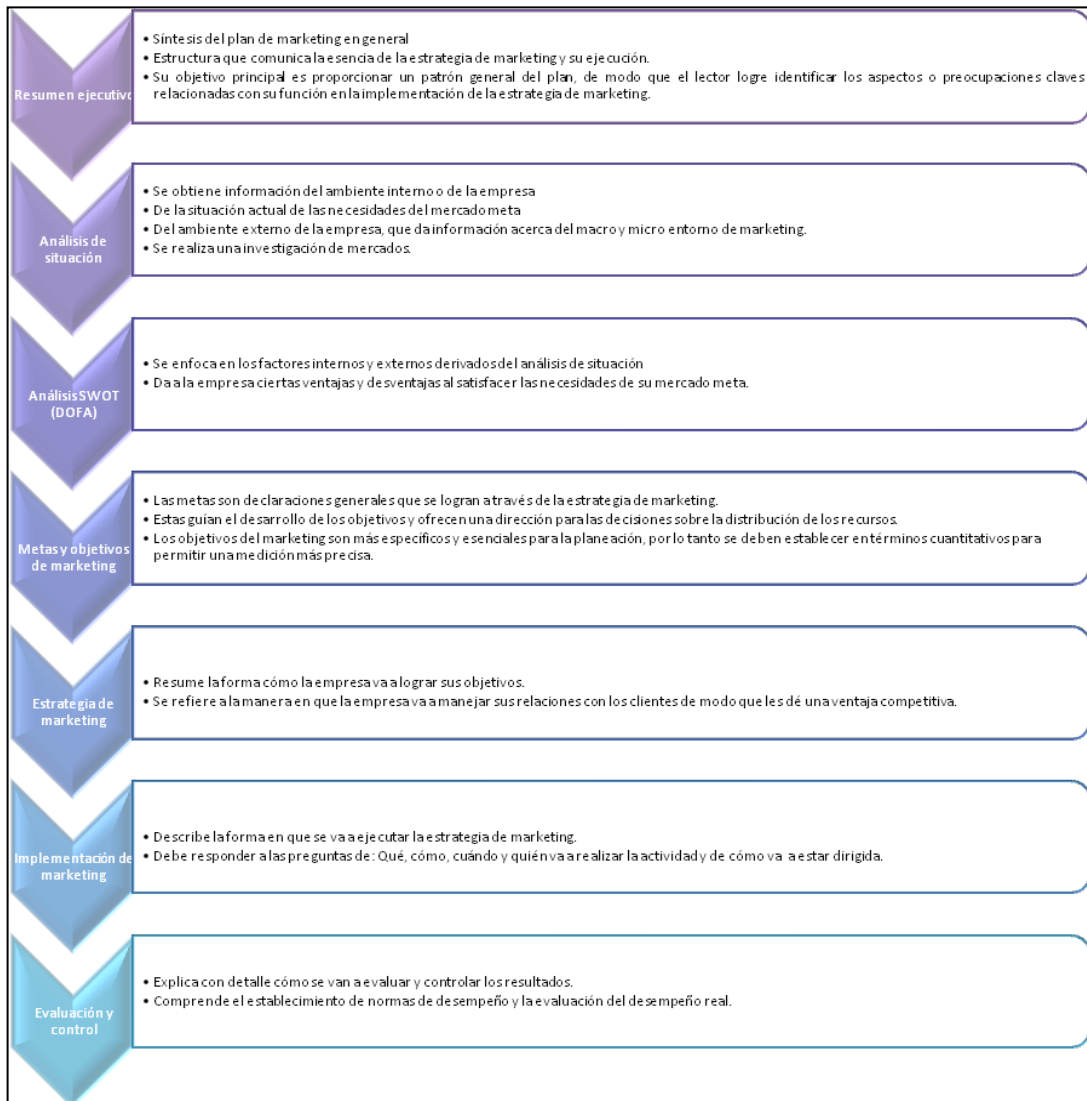 Resumen ejecutivo
• Síntesis del plan de marketing en general
• Estructura que comunica la esencia de la estrategia de marketing y su ejecución.
• Su objetivo principal es proporcionar un patrón general del plan, de modo que el lector logre identificar los aspectos o preocupaciones claves
relacionadas con su función en la implementación de la estrategia de marketing.
Análisis de
situación
• Se obtiene información del ambiente interno o de la empresa
• De la situación actual de las necesidades del mercado meta
• Del ambiente externo de la empresa, que da información acerca del macro y micro entorno de marketing.
• Se realiza una investigación de mercados.
Análisis SWOT
(DOFA)
• Se enfoca en los factores internos y externos derivados del análisis de situación
• Da a la empresa ciertas ventajas y desventajas al satisfacer las necesidades de su mercado meta.
Metas y objetivos
de marketing
• Las metas son declaraciones generales que se logran a través de la estrategia de marketing.
• Estas guían el desarrollo de los objetivos y ofrecen una dirección para las decisiones sobre la distribución de los recursos.
• Los objetivos del marketing son más específicos y esenciales para la planeación, por lo tanto se deben establecer en términos cuantitativos para
permitir una medición más precisa.
Estrategia de
marketing
• Resume la forma cómo la empresa va a lograr sus objetivos.
• Se refiere a la manera en que la empresa va a manejar sus relaciones con los clientes de modo que les dé una ventaja competitiva.
Implementación de
marketing
• Describe la forma en que se va a ejecutar la estrategia de marketing.
• Debe responder a las preguntas de: Qué, cómo, cuándo y quién va a realizar la actividad y de cómo va a estar dirigida.
Evaluación y
control
• Explica con detalle cómo se van a evaluar y controlar los resultados.
• Comprende el establecimiento de normas de desempeño y la evaluación del desempeño real.